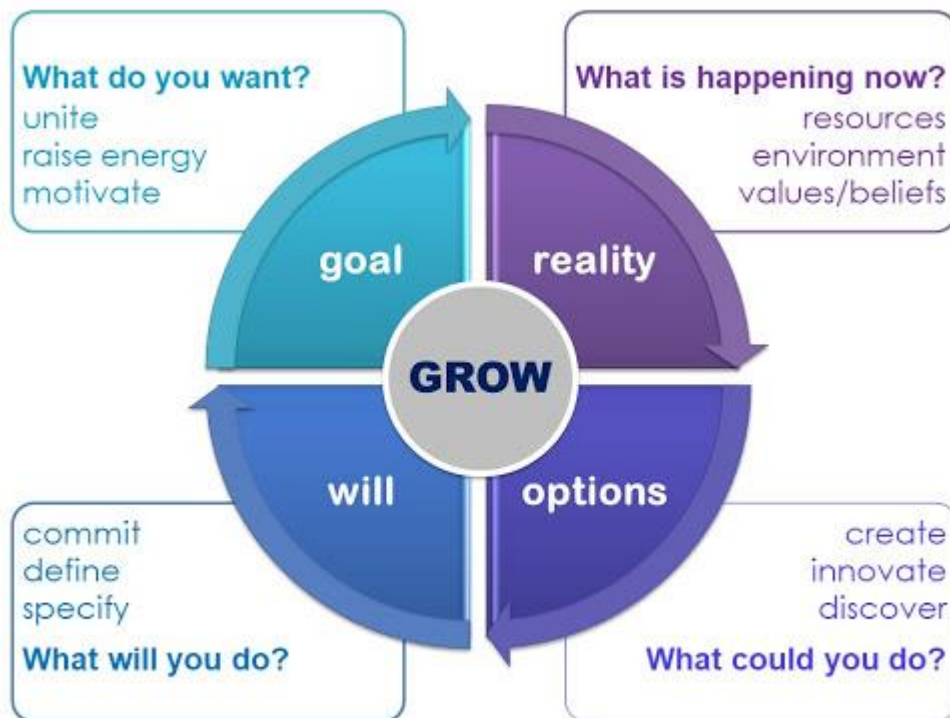 What do you want?
unite
raise energy
motivate
What is happening now?
resources
environment
values/beliefs
goal
reality
GROW
will
options
commit
define
specify
What will you do?
create
innovate
discover
What could you do?